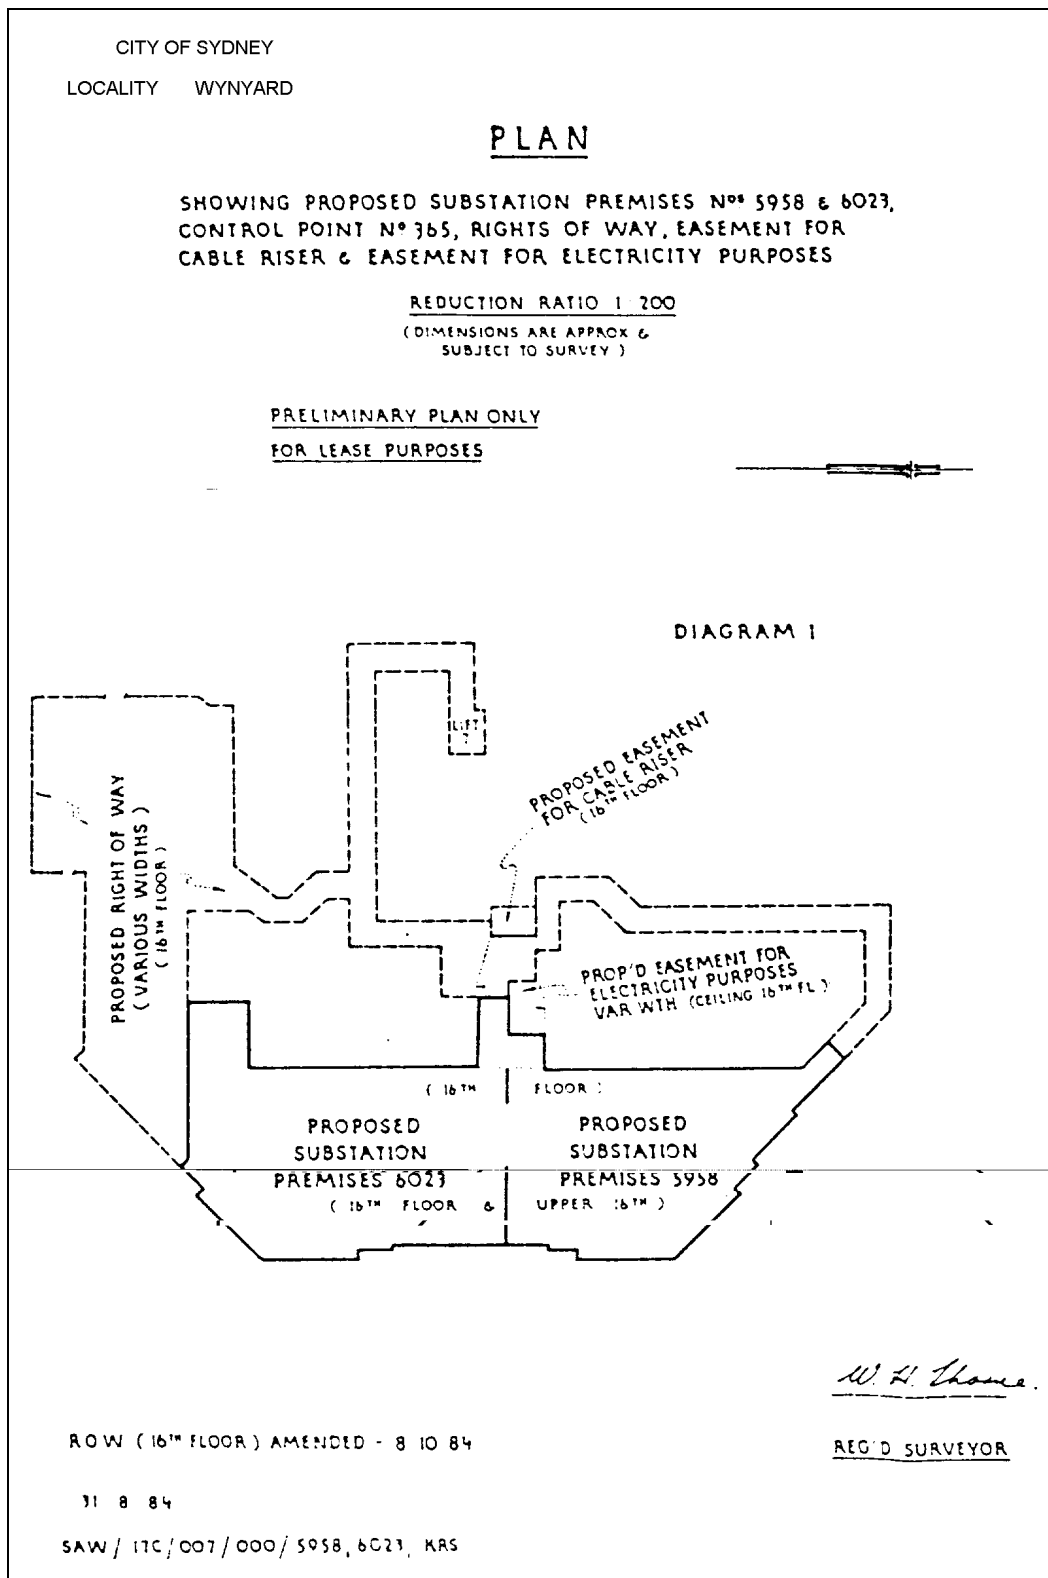 CITY OF SYDNEY
LOCALITY WYNYARD
PLAN
SHOWING PROPOSED SUBSTATION PREMISES Nos 5958 & 6023,
CONTROL POINT No 365, RIGHTS OF WAY, EASEMENT FOR
CABLE RISER & EASEMENT FOR ELECTRICITY PURPOSES
REDUCTION RATIO 1 : 200
(DIMENSIONS ARE APPROX &
SUBJECT TO SURVEY)
PRELIMINARY PLAN ONLY
FOR LEASE PURPOSES
DIAGRAM 1
LIFT
7
PROPOSED EASEMENT
FOR CABLE RISER
(16TH FLOOR)
PROPOSED RIGHT OF WAY
(VARIOUS WIDTHS)
(16TH FLOOR)
PROP'D EASEMENT FOR
ELECTRICITY PURPOSES
VAR WTH (CEILING 16TH FL)
(16TH FLOOR)
PROPOSED
SUBSTATION
PREMISES 6023
PROPOSED
SUBSTATION
PREMISES 5958
(16TH FLOOR & UPPER 16TH)
W. H.
REG'D SURVEYOR
ROW (16TH FLOOR) AMENDED - 8 10 84
31 8 84
SAW / ITC / 007 / 000 / 5958, 6023, KRS